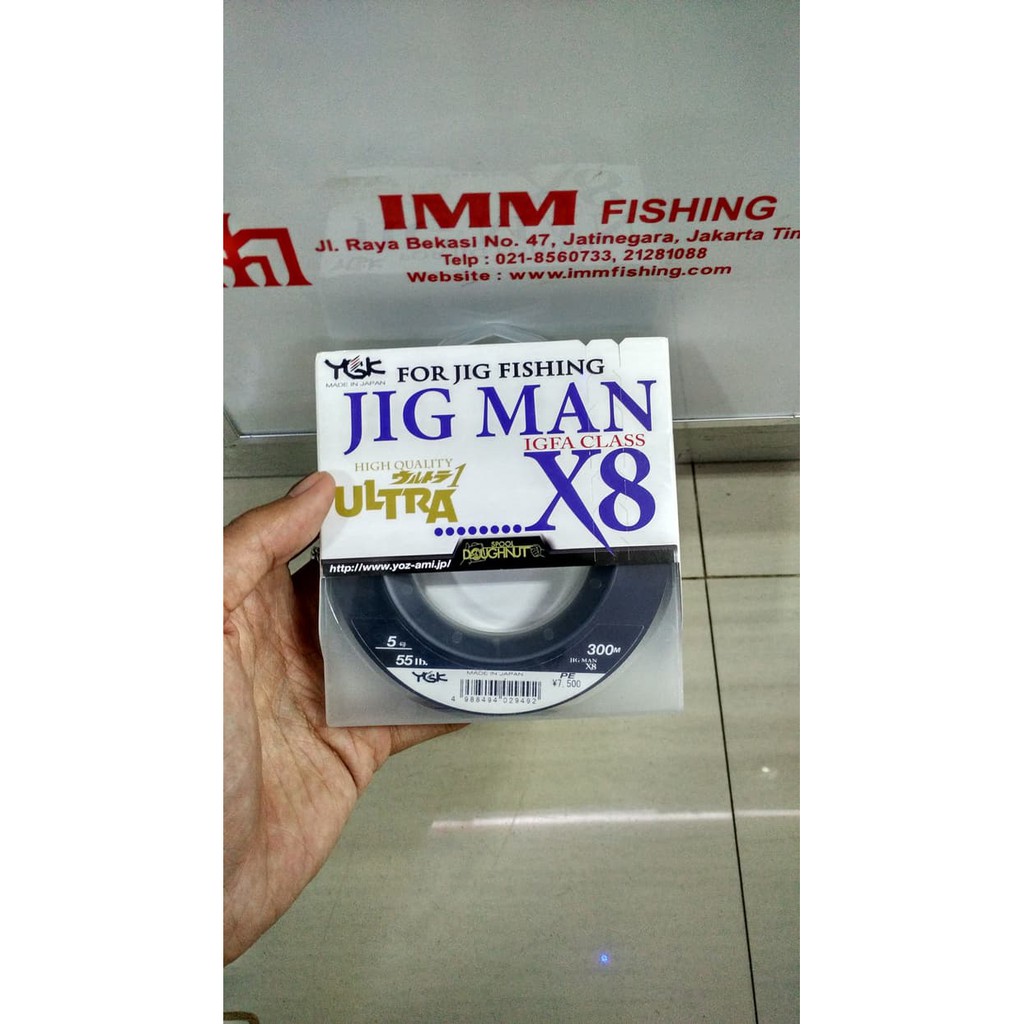 IMM FISHING
Jl. Raya Bekasi No. 47, Jatinegara, Jakarta Tim
Telp : 021-8560733, 21281088
Website : www.immfishing.com
YGK
MADE IN JAPAN
FOR JIG FISHING
JIG MAN
IGFA CLASS
X8
HIGH QUALITY
ウルトラ1
ULTRA
SPOOL
DOUGHNUT
http://www.yoz-ami.jp/
5
55 lb.
300M
JIG MAN
X8
YGK
MADE IN JAPAN
PE
¥7,500
4 988494 029492